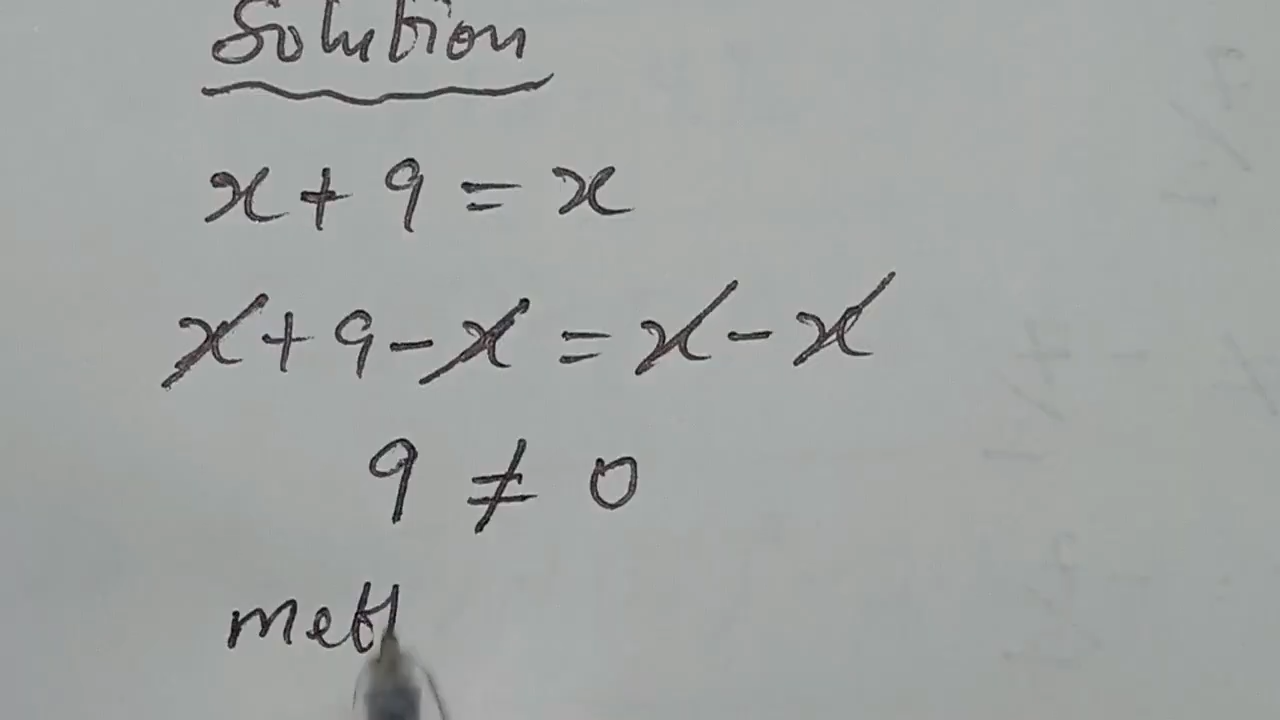 Solution
x + 9 = x
x + 9 - x = x - x
9 ≠ 0
meth